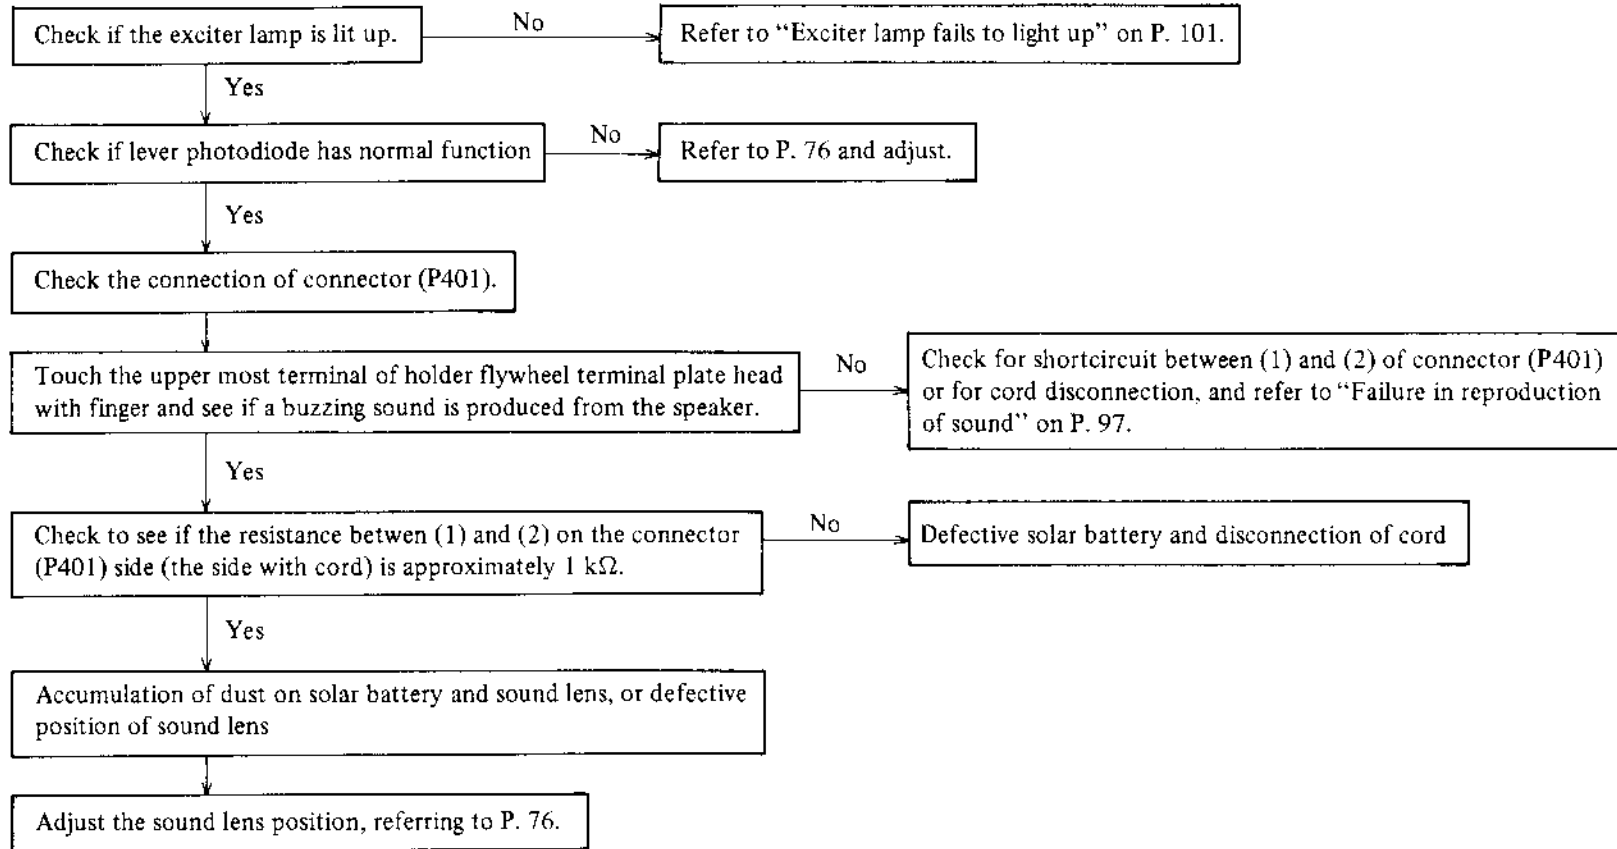 Check if the exciter lamp is lit up.
No
Refer to “Exciter lamp fails to light up” on P. 101.
Yes
Check if lever photodiode has normal function
No
Refer to P. 76 and adjust.
Yes
Check the connection of connector (P401).
Touch the upper most terminal of holder flywheel terminal plate head
with finger and see if a buzzing sound is produced from the speaker.
No
Check for shortcircuit between (1) and (2) of connector (P401)
or for cord disconnection, and refer to “Failure in reproduction
of sound” on P. 97.
Yes
Check to see if the resistance betwen (1) and (2) on the connector
(P401) side (the side with cord) is approximately 1 kΩ.
No
Defective solar battery and disconnection of cord
Yes
Accumulation of dust on solar battery and sound lens, or defective
position of sound lens
Adjust the sound lens position, referring to P. 76.